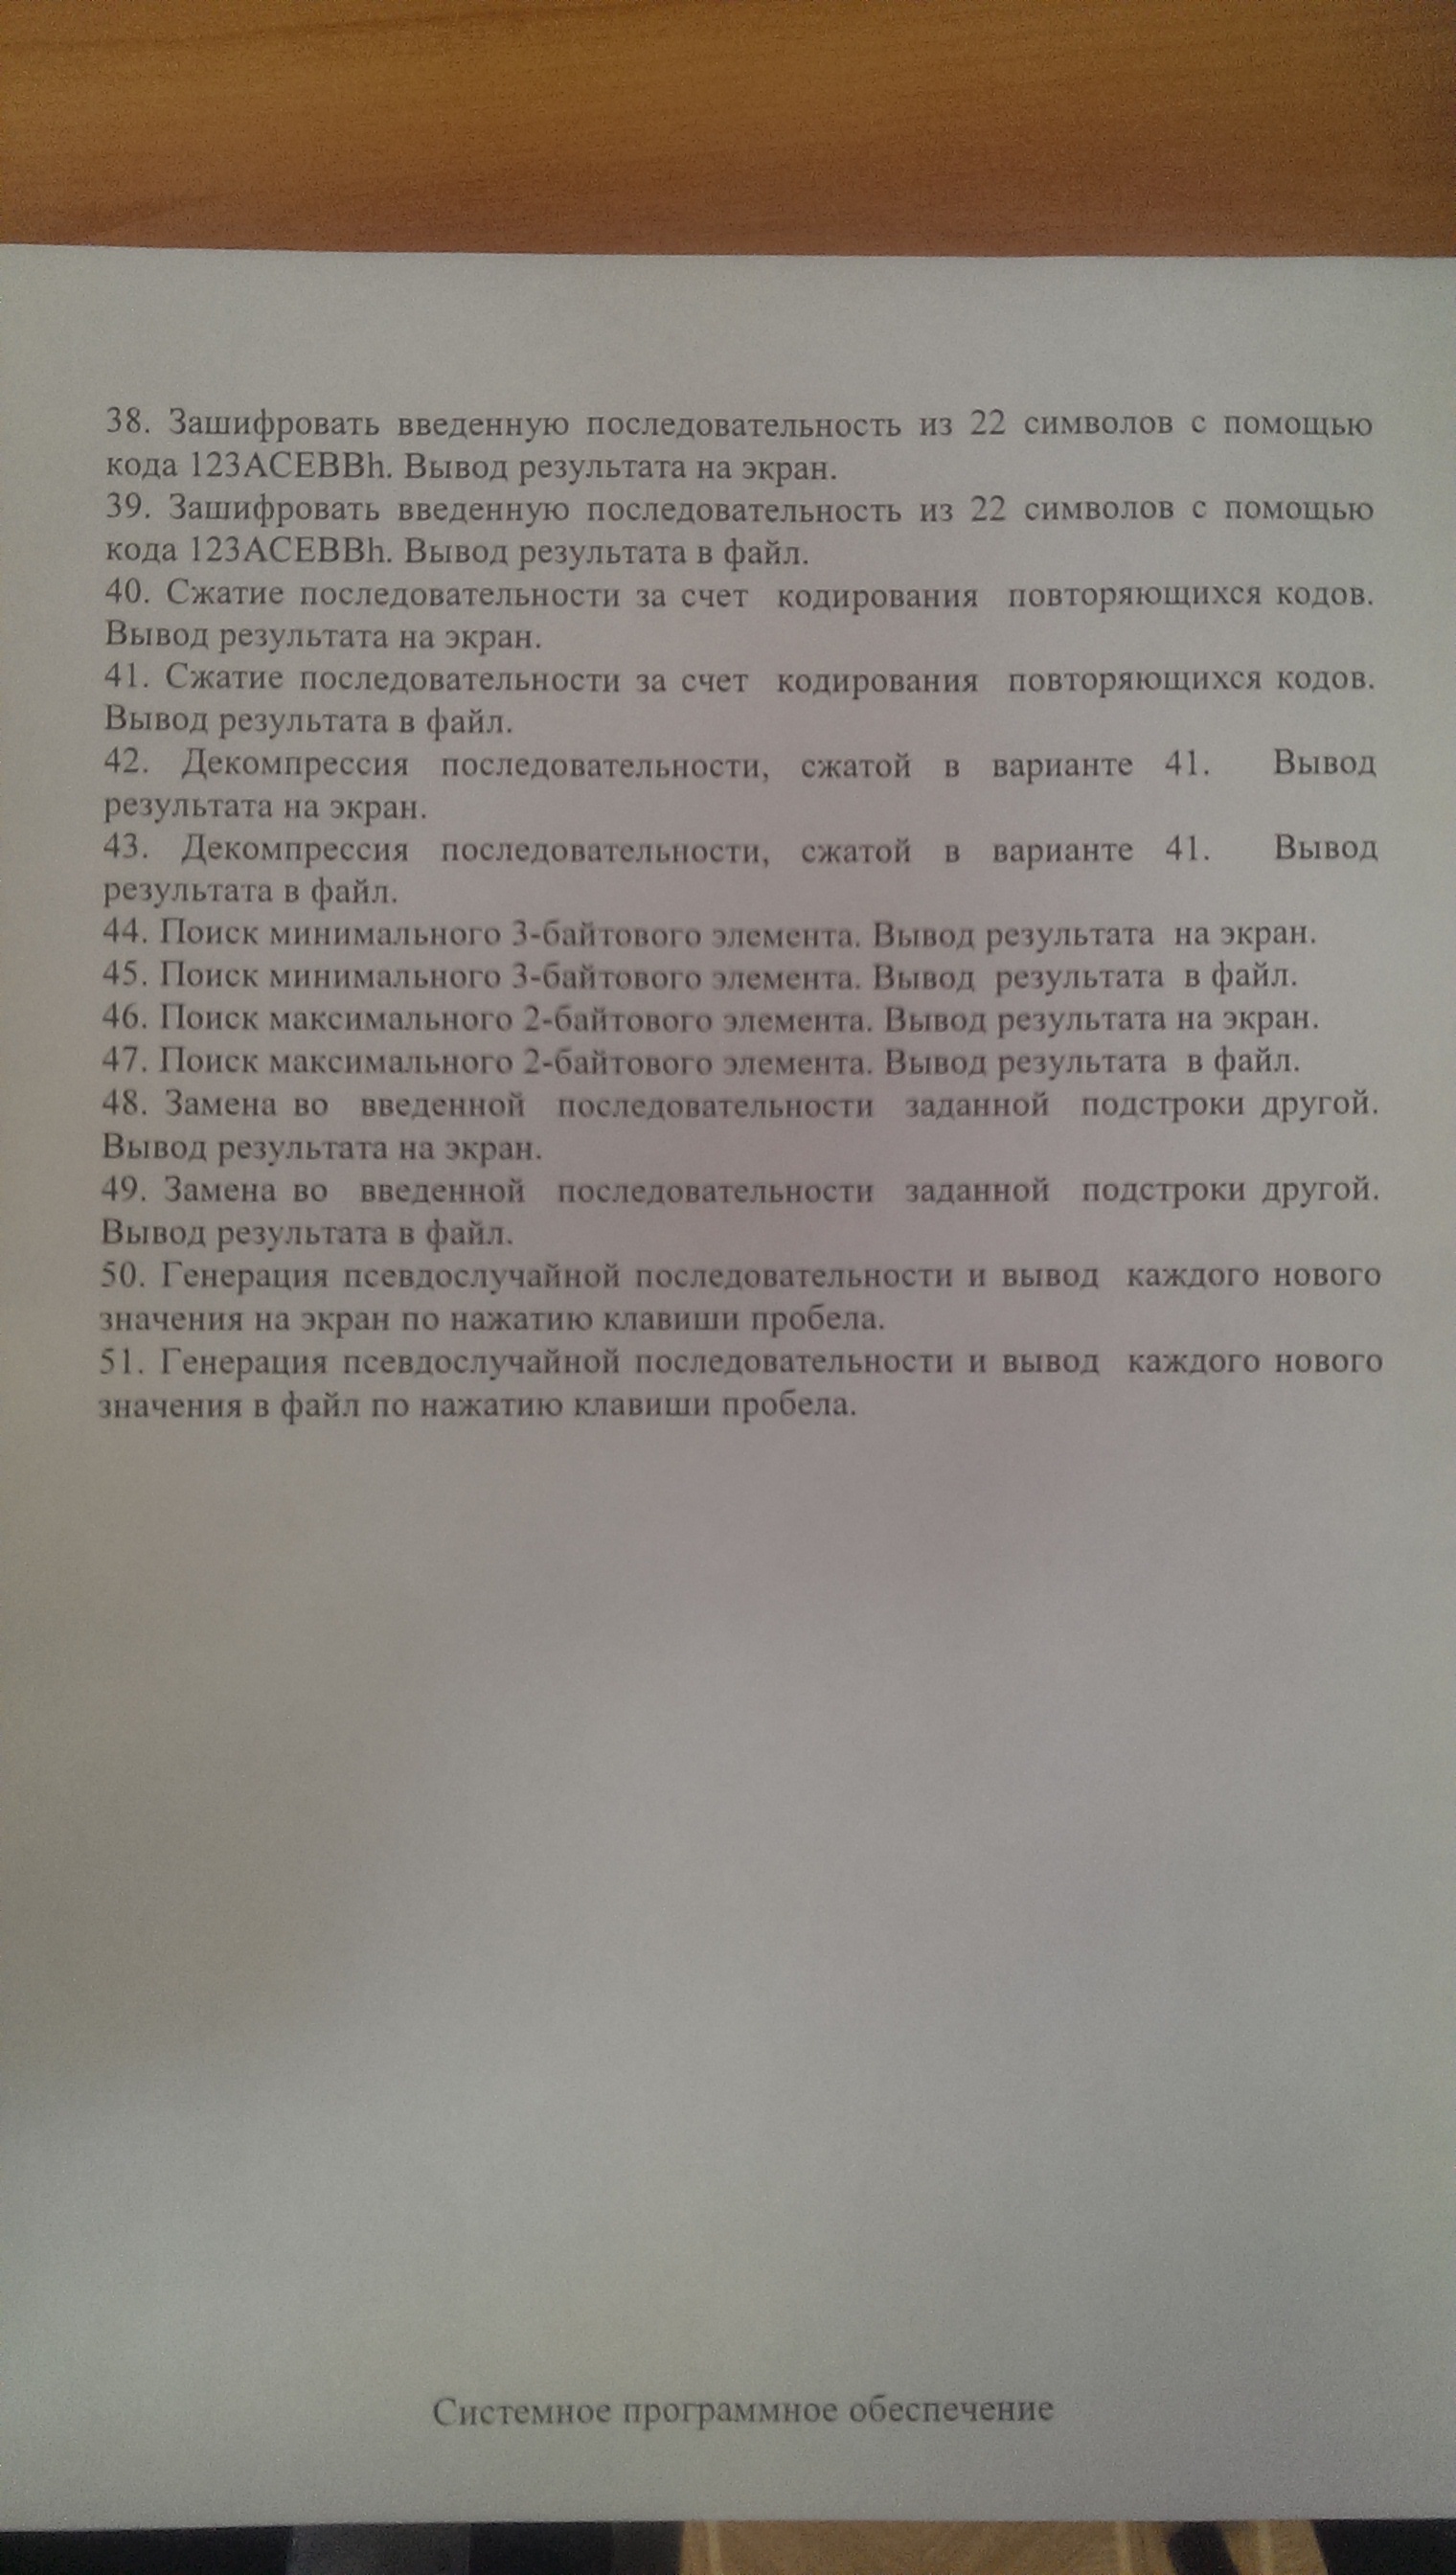 38. Зашифровать введенную последовательность из 22 символов с помощью
кода 123ACEBBh. Вывод результата на экран.
39. Зашифровать введенную последовательность из 22 символов с помощью
кода 123ACEBBh. Вывод результата в файл.
40. Сжатие последовательности за счет кодирования повторяющихся кодов.
Вывод результата на экран.
41. Сжатие последовательности за счет кодирования повторяющихся кодов.
Вывод результата в файл.
42. Декомпрессия последовательности, сжатой в варианте 41. Вывод
результата на экран.
43. Декомпрессия последовательности, сжатой в варианте 41. Вывод
результата в файл.
44. Поиск минимального 3-байтового элемента. Вывод результата на экран.
45. Поиск минимального 3-байтового элемента. Вывод результата в файл.
46. Поиск максимального 2-байтового элемента. Вывод результата на экран.
47. Поиск максимального 2-байтового элемента. Вывод результата в файл.
48. Замена во введенной последовательности заданной подстроки другой.
Вывод результата на экран.
49. Замена во введенной последовательности заданной подстроки другой.
Вывод результата в файл.
50. Генерация псевдослучайной последовательности и вывод каждого нового
значения на экран по нажатию клавиши пробела.
51. Генерация псевдослучайной последовательности и вывод каждого нового
значения в файл по нажатию клавиши пробела.
Системное программное обеспечение